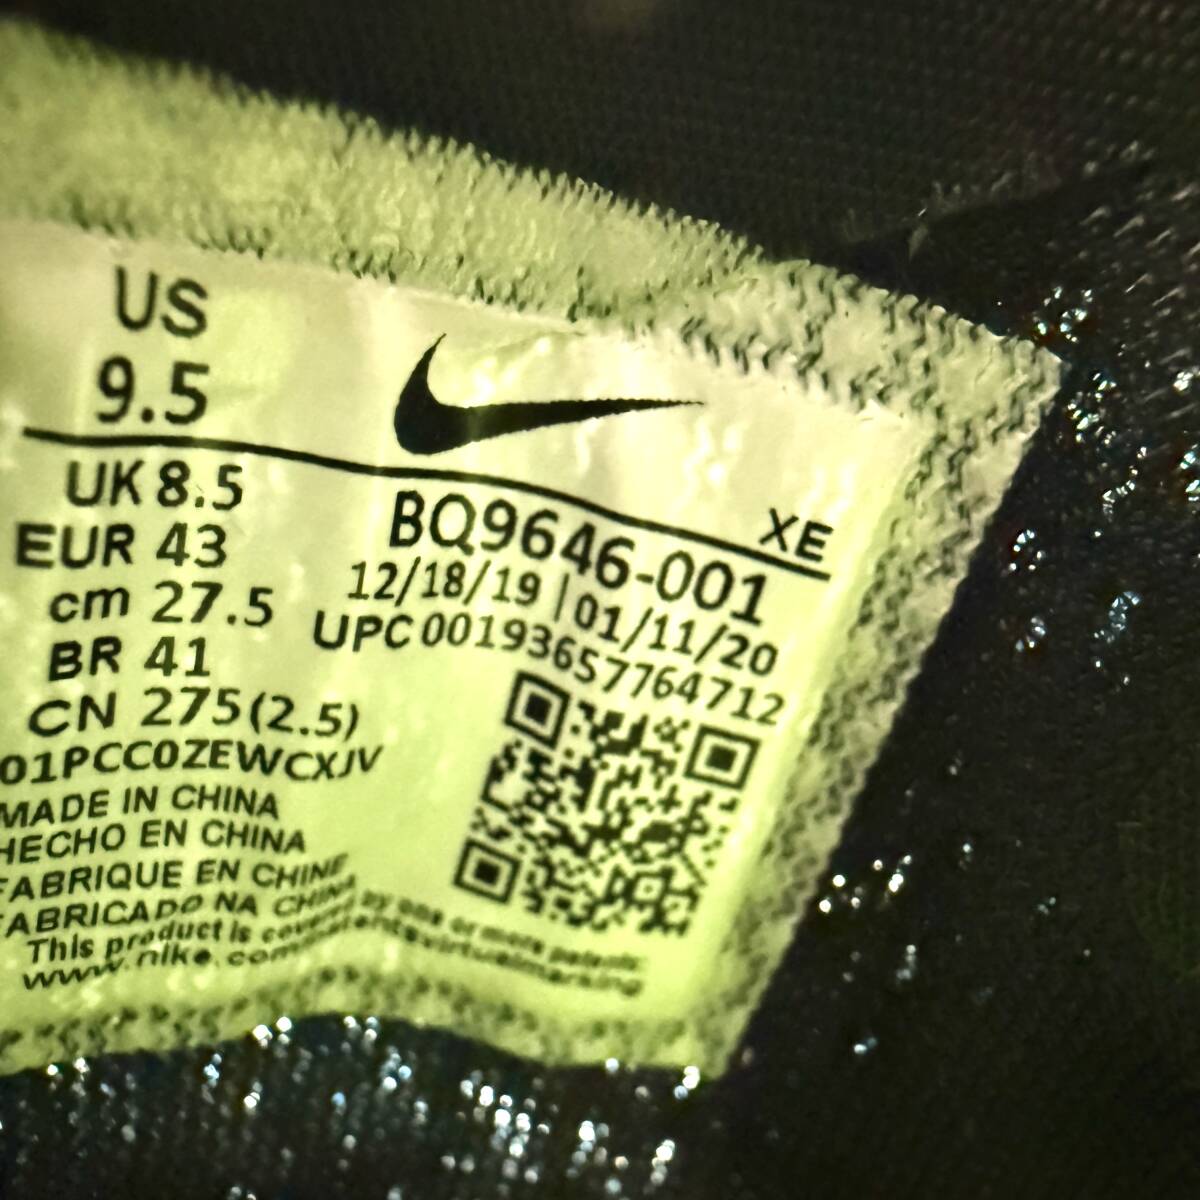 US
9.5
UK 8.5
EUR 43
cm 27.5
BR 41
CN 275(2.5)
01PCC0ZEWCXJV
MADE IN CHINA
HECHO EN CHINA
FABRIQUE EN CHINE
FABRICADO NA CHINA
This product is covered by one or more patents
www.nike.com/patentsvirtualmarking
XE
BQ9646-001
12/18/19 | 01/11/20
UPC 00193657764712